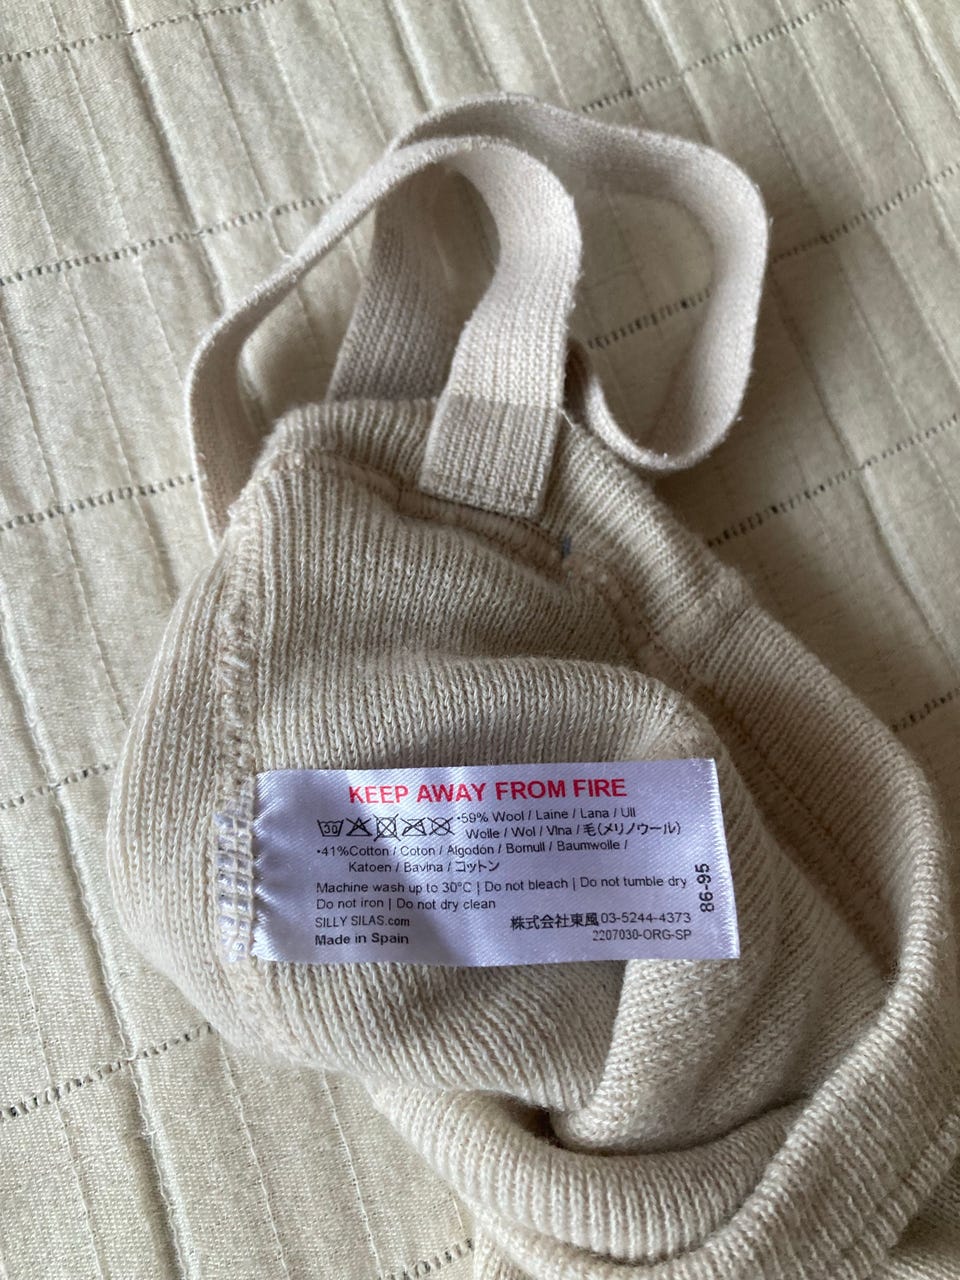 KEEP AWAY FROM FIRE
30 •59% Wool / Laine / Lana / Ull
Wolle / Wol / Vlna / 毛(メリノウール)
•41%Cotton / Coton / Algodón / Bomull / Baumwolle /
Katoen / Bavina / コットン
Machine wash up to 30°C | Do not bleach | Do not tumble dry
Do not iron | Do not dry clean
SILLY SILAS.com
Made in Spain
株式会社東風 03-5244-4373
2207030-ORG-SP
86-95